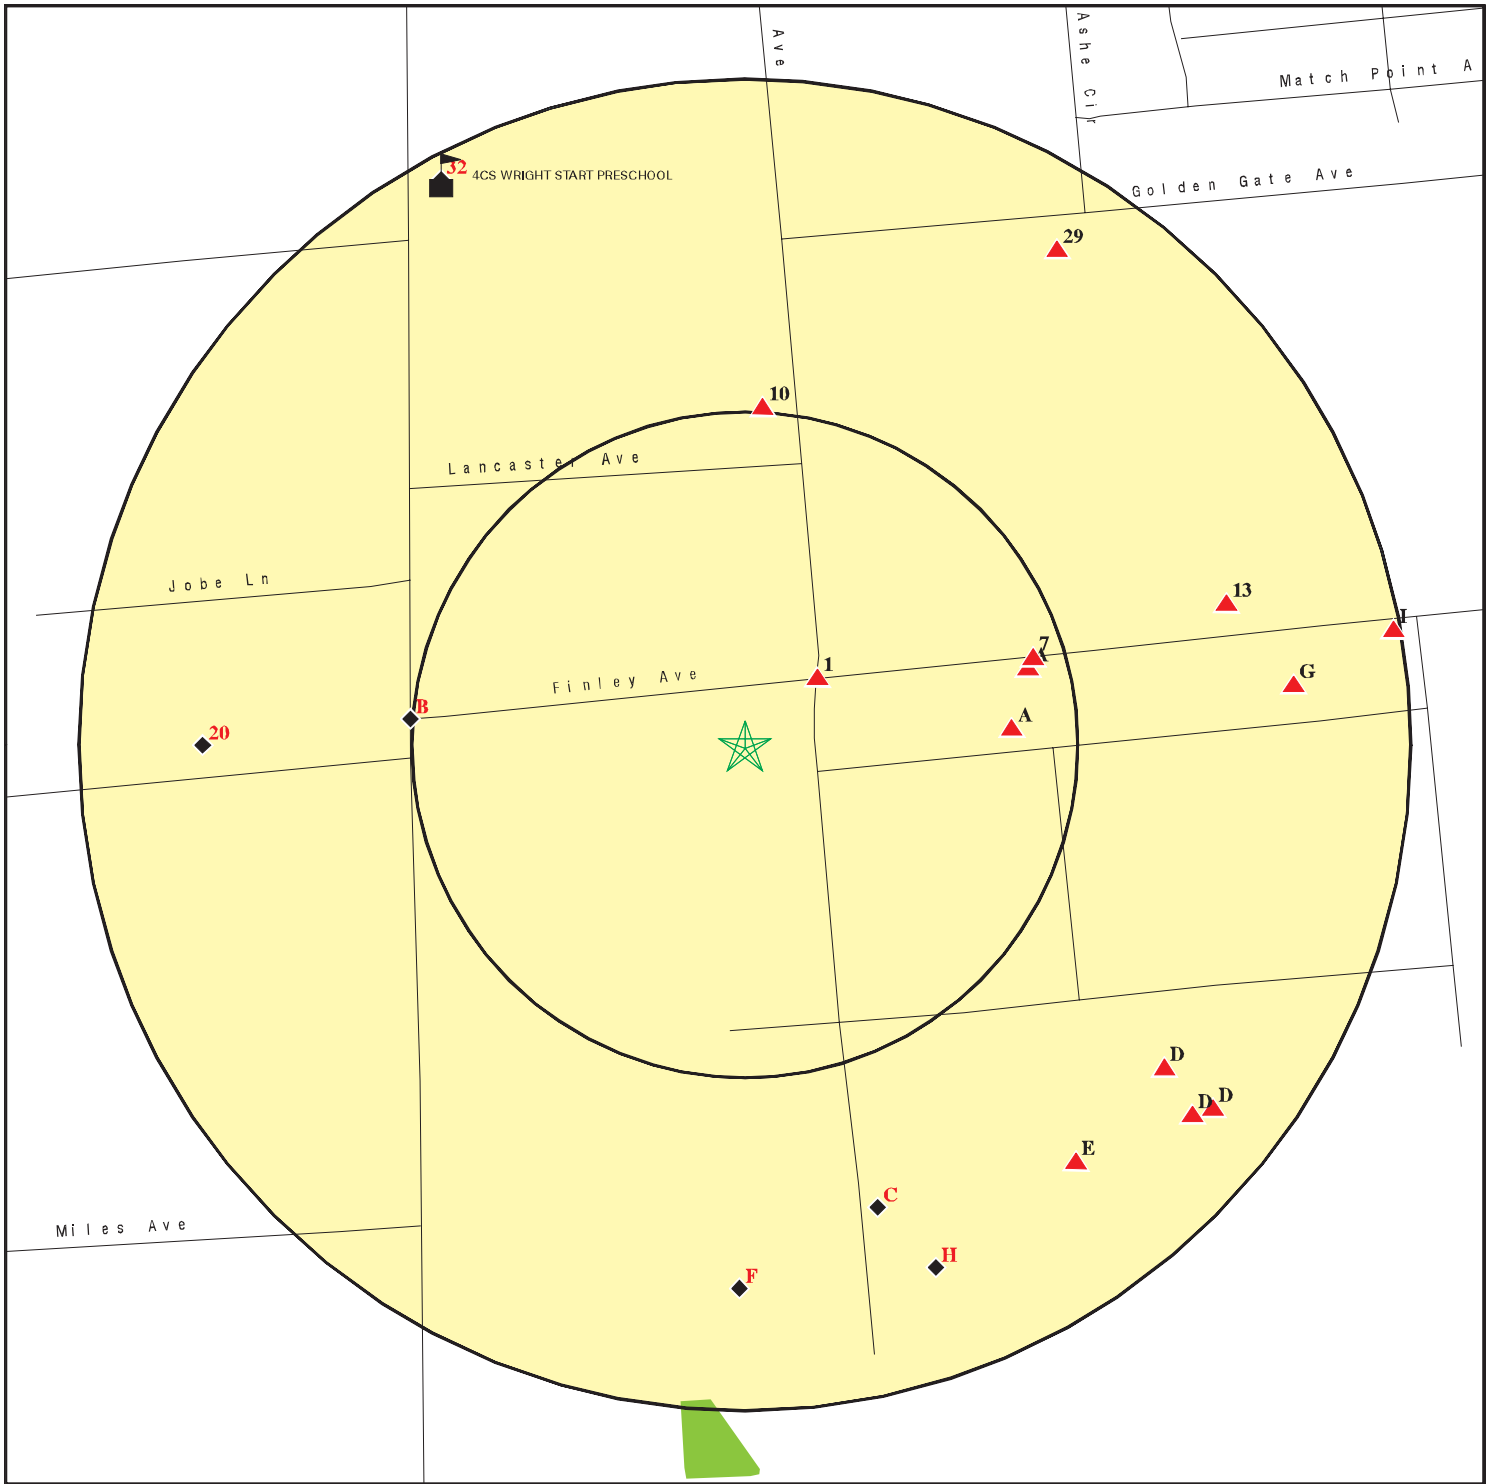 Ave
Ashe Cir
Match Point A
32
4CS WRIGHT START PRESCHOOL
Golden Gate Ave
29
10
Lancaster Ave
Jobe Ln
13
I
7
A
1
G
Finley Ave
B
A
20
D
D
D
E
C
Miles Ave
H
F